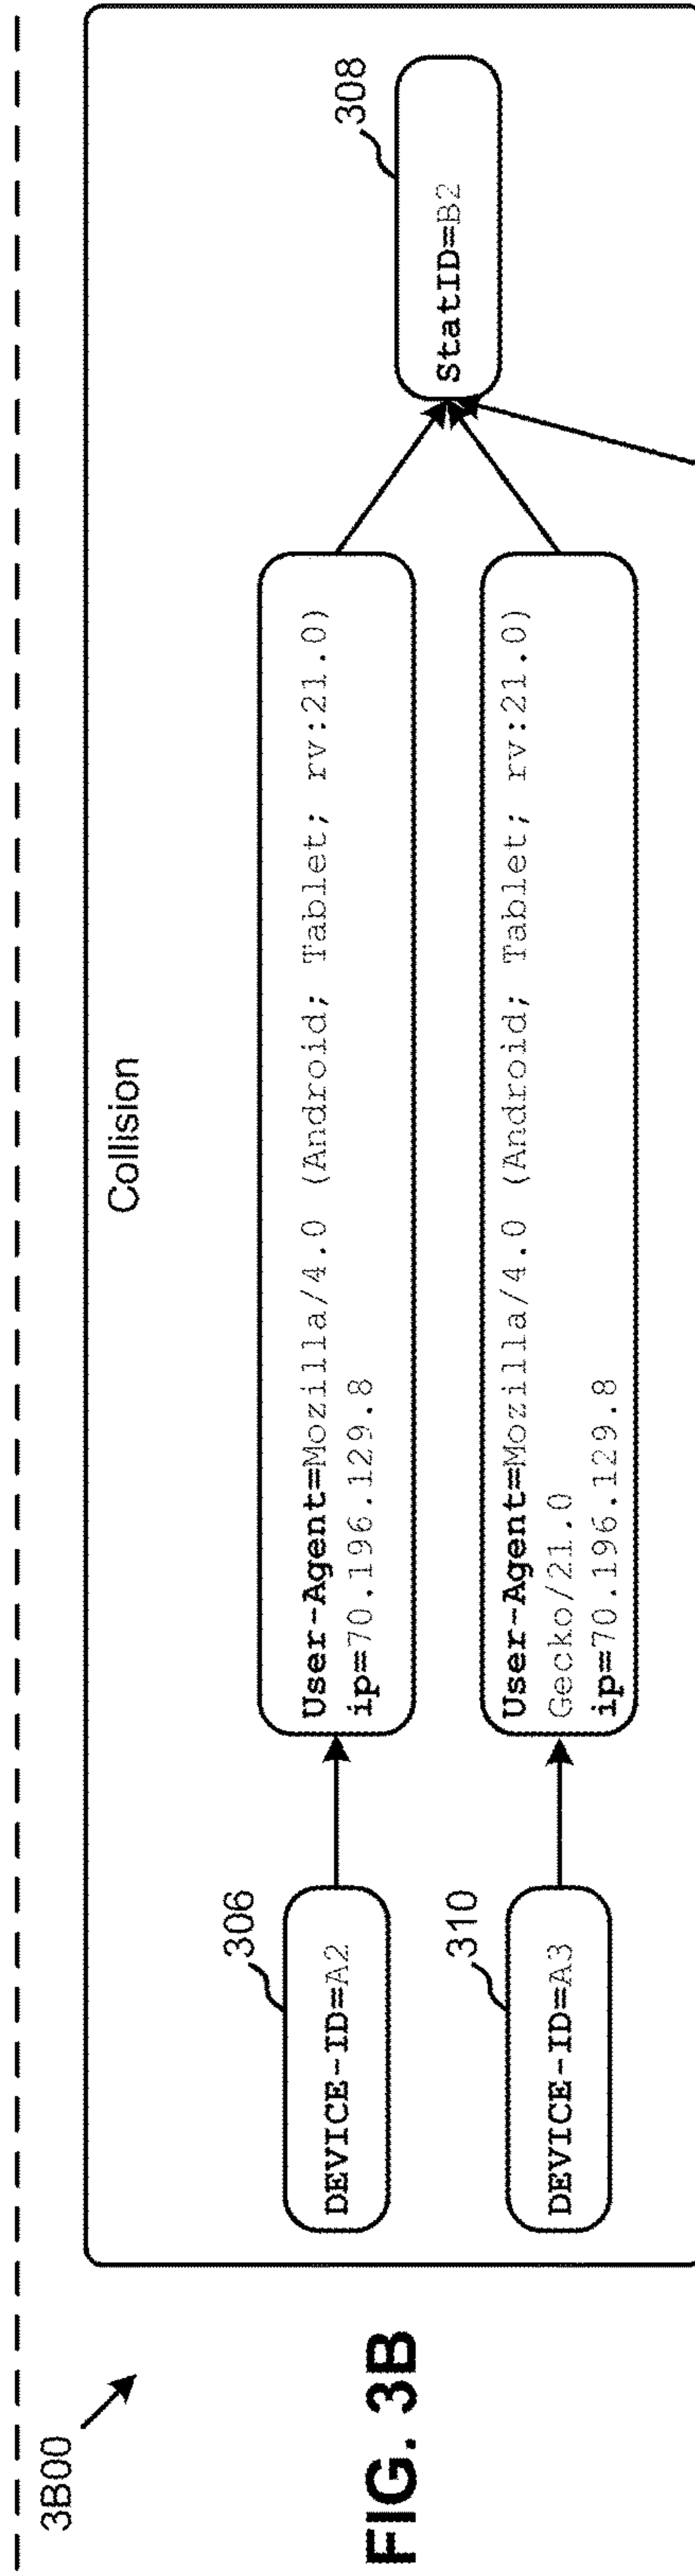 3B00
FIG. 3B
Collision
306
DEVICE-ID=A2
User-Agent=Mozilla/4.0 (Android; Tablet; rv:21.0)
ip=70.196.129.8
310
DEVICE-ID=A3
User-Agent=Mozilla/4.0 (Android; Tablet; rv:21.0)
Gecko/21.0
ip=70.196.129.8
308
StatID=B2